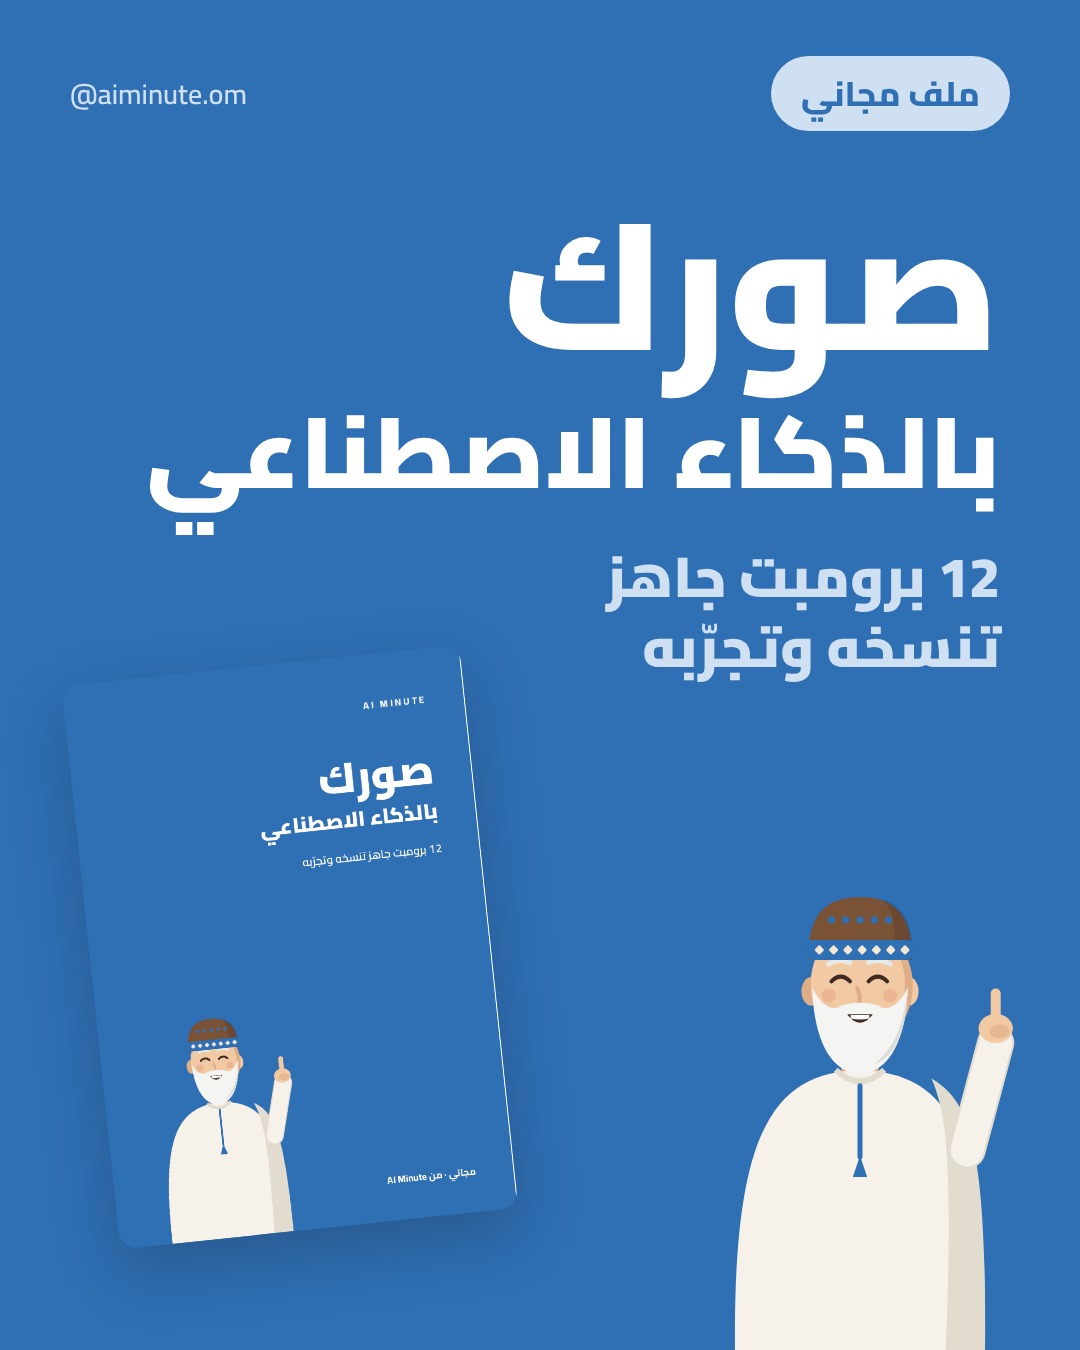 ملف مجاني
@aiminute.om
صورك
بالذكاء الاصطناعي
12 برومبت جاهز
تنسخه وتجرّبه
AI MINUTE
صورك
بالذكاء الاصطناعي
12 برومبت جاهز تنسخه وتجرّبه
مجاني · من AI Minute